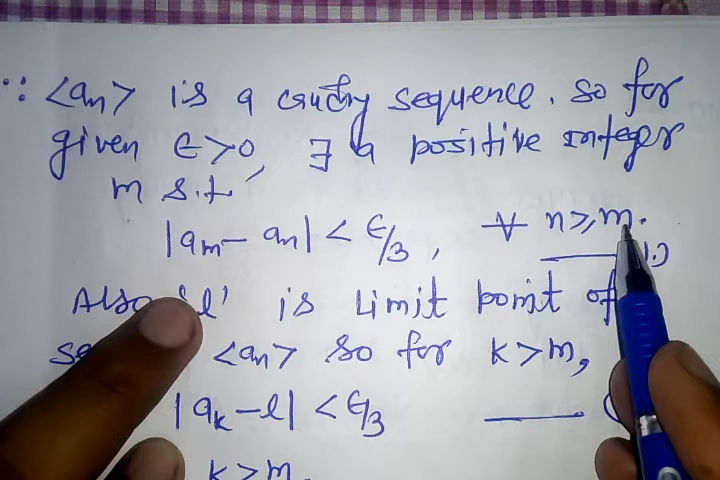 ∵ <an> is a cauchy sequence. so for
given ϵ>0, ∃ a positive integer
m s.t
|am - an| < ϵ/3, ∀ n≥m.
Also 'l' is Limit point of
<an> so for k>m,
|ak - l| < ϵ/3
k>m.